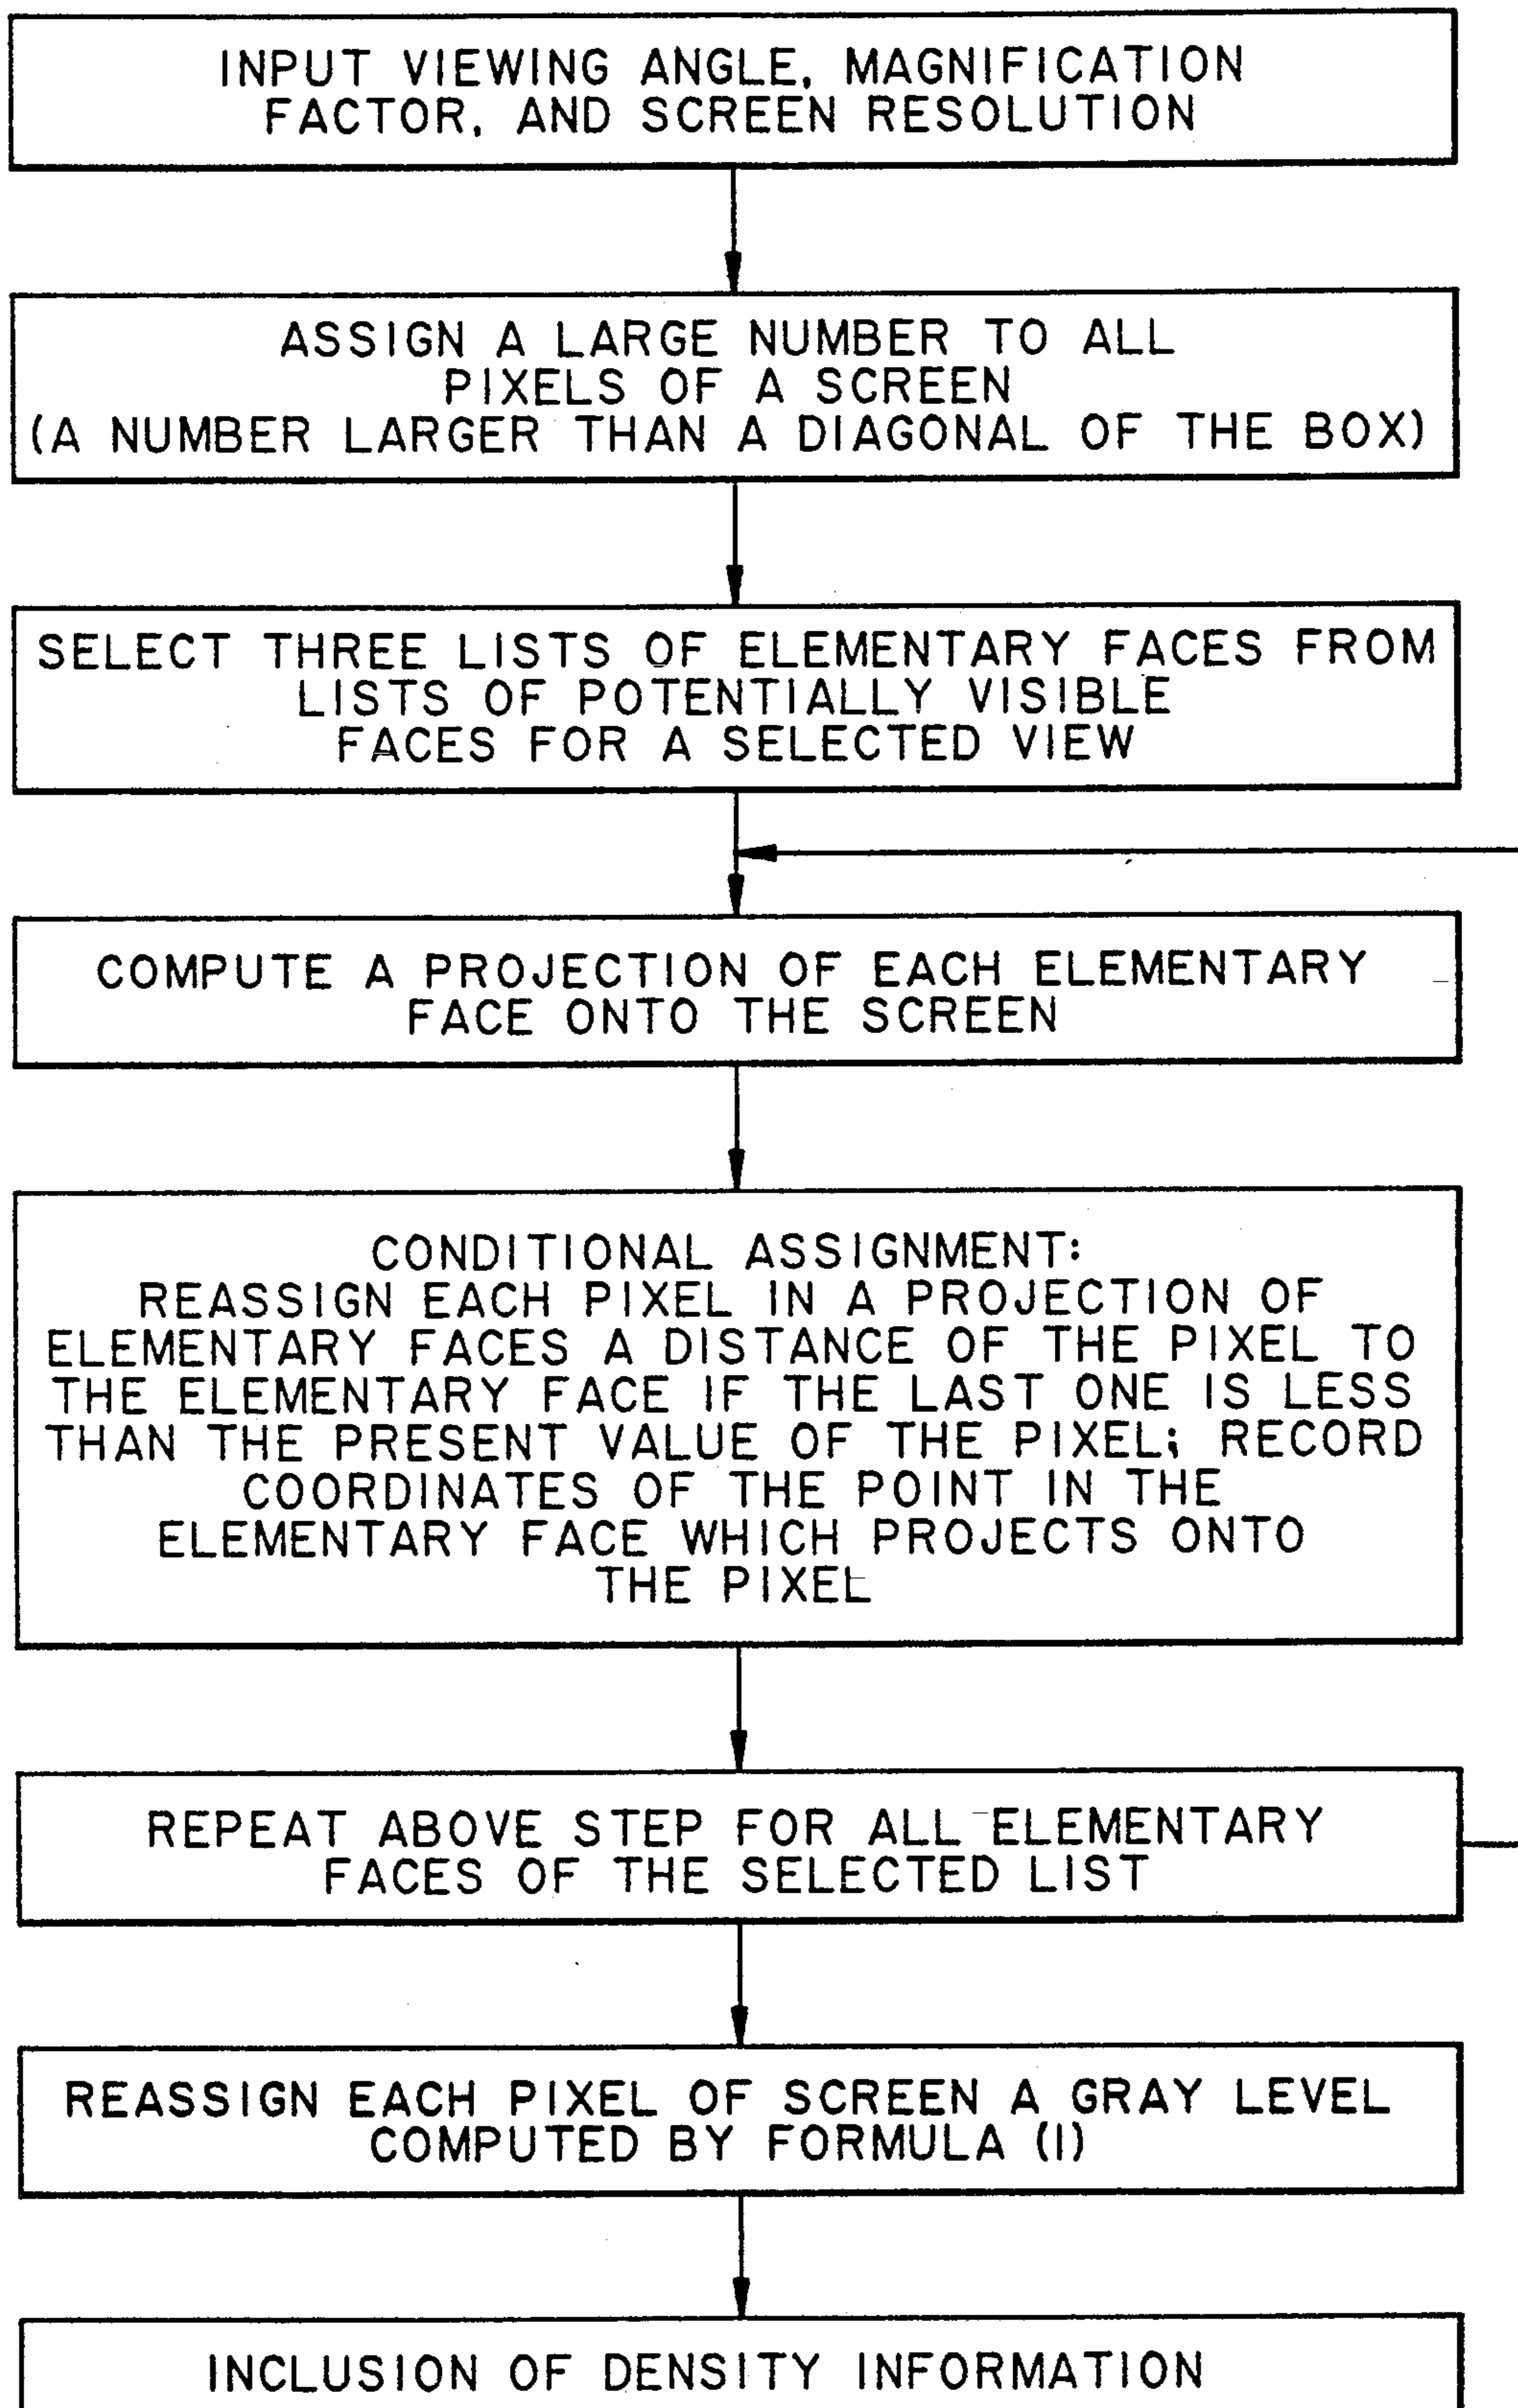 INPUT VIEWING ANGLE, MAGNIFICATION
FACTOR, AND SCREEN RESOLUTION
ASSIGN A LARGE NUMBER TO ALL
PIXELS OF A SCREEN
(A NUMBER LARGER THAN A DIAGONAL OF THE BOX)
SELECT THREE LISTS OF ELEMENTARY FACES FROM
LISTS OF POTENTIALLY VISIBLE
FACES FOR A SELECTED VIEW
COMPUTE A PROJECTION OF EACH ELEMENTARY
FACE ONTO THE SCREEN
CONDITIONAL ASSIGNMENT:
REASSIGN EACH PIXEL IN A PROJECTION OF
ELEMENTARY FACES A DISTANCE OF THE PIXEL TO
THE ELEMENTARY FACE IF THE LAST ONE IS LESS
THAN THE PRESENT VALUE OF THE PIXEL; RECORD
COORDINATES OF THE POINT IN THE
ELEMENTARY FACE WHICH PROJECTS ONTO
THE PIXEL
REPEAT ABOVE STEP FOR ALL ELEMENTARY
FACES OF THE SELECTED LIST
REASSIGN EACH PIXEL OF SCREEN A GRAY LEVEL
COMPUTED BY FORMULA (1)
INCLUSION OF DENSITY INFORMATION